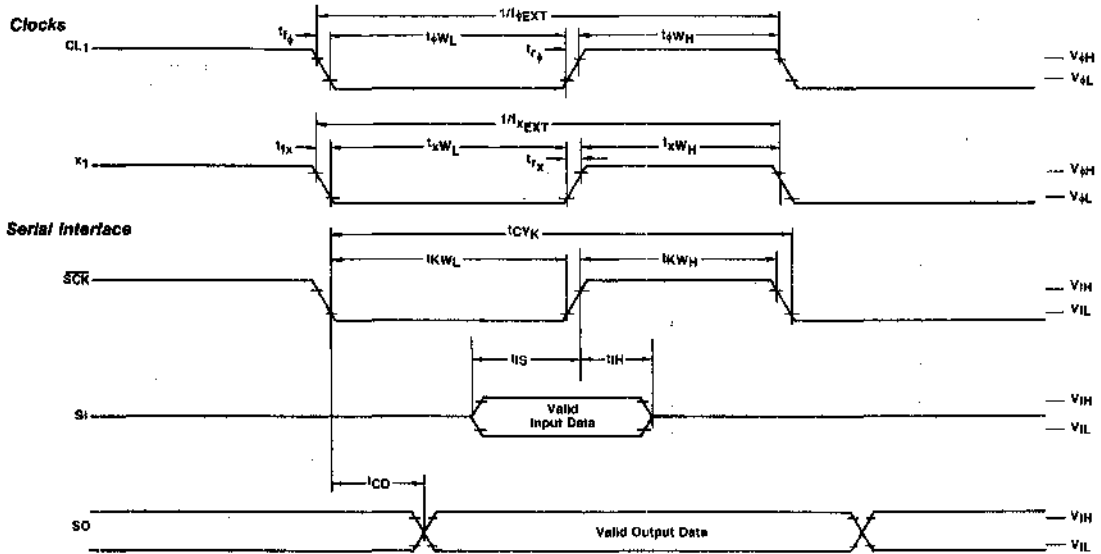 Clocks
1/fϕEXT
tfϕ
tϕWL
trϕ
tϕWH
CL1
VϕH
VϕL
1/fXEXT
tfx
txWL
trx
txWH
X1
VϕH
VϕL
Serial Interface
tCYK
tKWL
tKWH
SCK
VIH
VIL
tIS
tIH
SI
Valid
Input Data
VIH
VIL
tCD
SO
Valid Output Data
VIH
VIL